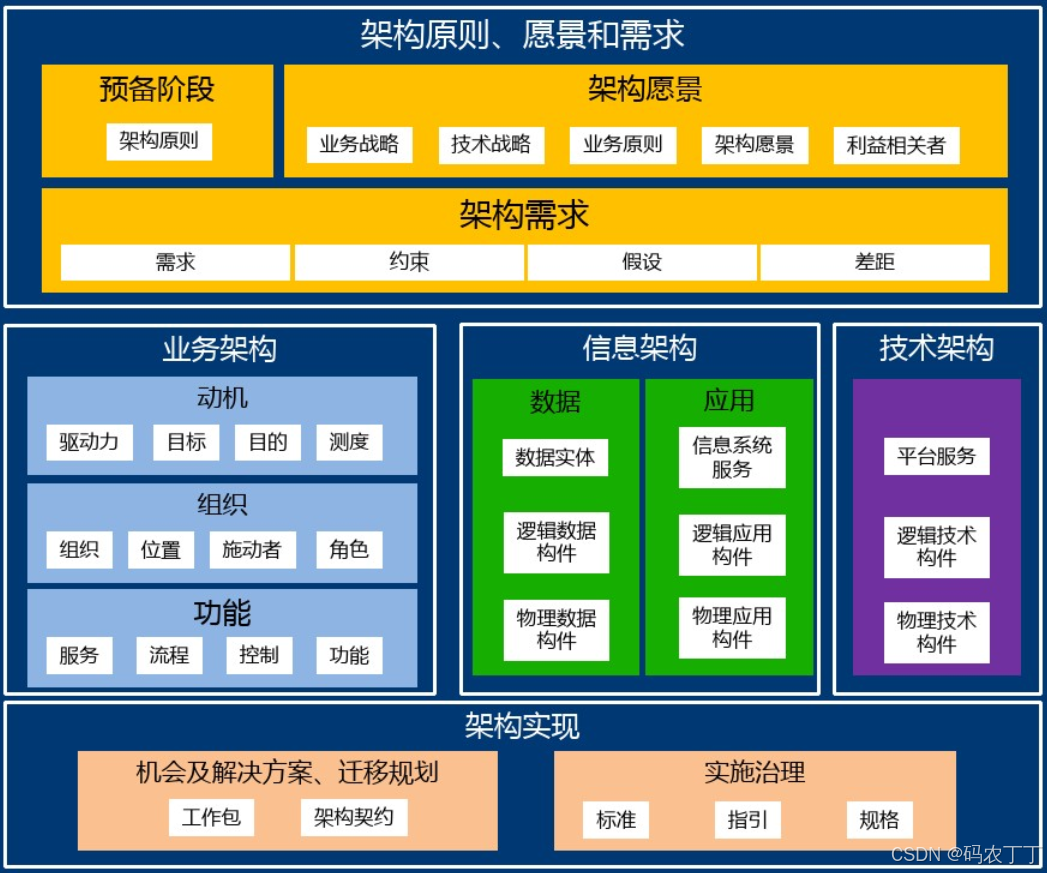 架构原则、愿景和需求
预备阶段
架构原则
架构愿景
业务战略
技术战略
业务原则
架构愿景
利益相关者
架构需求
需求
约束
假设
差距
业务架构
动机
驱动力
目标
目的
测度
组织
组织
位置
施动者
角色
功能
服务
流程
控制
功能
信息架构
数据
数据实体
逻辑数据
构件
物理数据
构件
应用
信息系统
服务
逻辑应用
构件
物理应用
构件
技术架构
平台服务
逻辑技术
构件
物理技术
构件
架构实现
机会及解决方案、迁移规划
工作包
架构契约
实施治理
标准
指引
规格
CSDN @码农丁丁